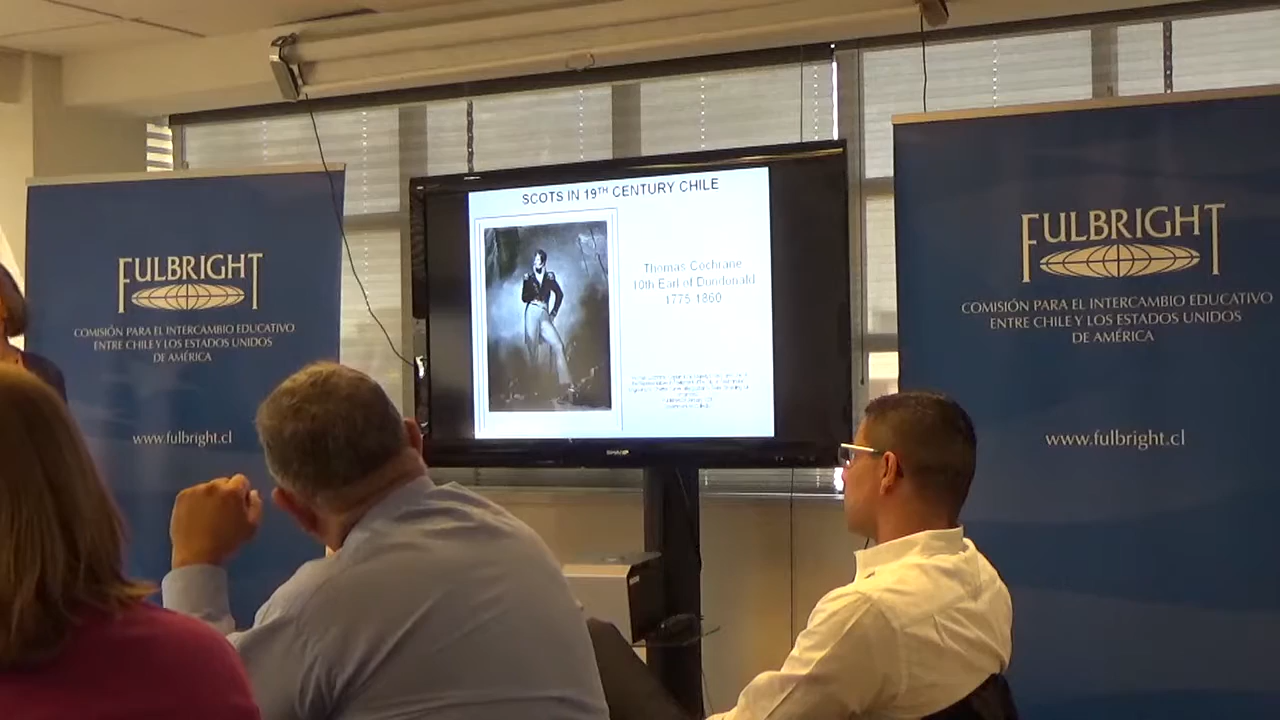 FULBRIGHT
COMISIÓN PARA EL INTERCAMBIO EDUCATIVO
ENTRE CHILE Y LOS ESTADOS UNIDOS
DE AMÉRICA
www.fulbright.cl
SCOTS IN 19TH CENTURY CHILE
Thomas Cochrane
10th Earl of Dundonald
1775-1860
SHARP
FULBRIGHT
COMISIÓN PARA EL INTERCAMBIO EDUCATIVO
ENTRE CHILE Y LOS ESTADOS UNIDOS
DE AMÉRICA
www.fulbright.cl